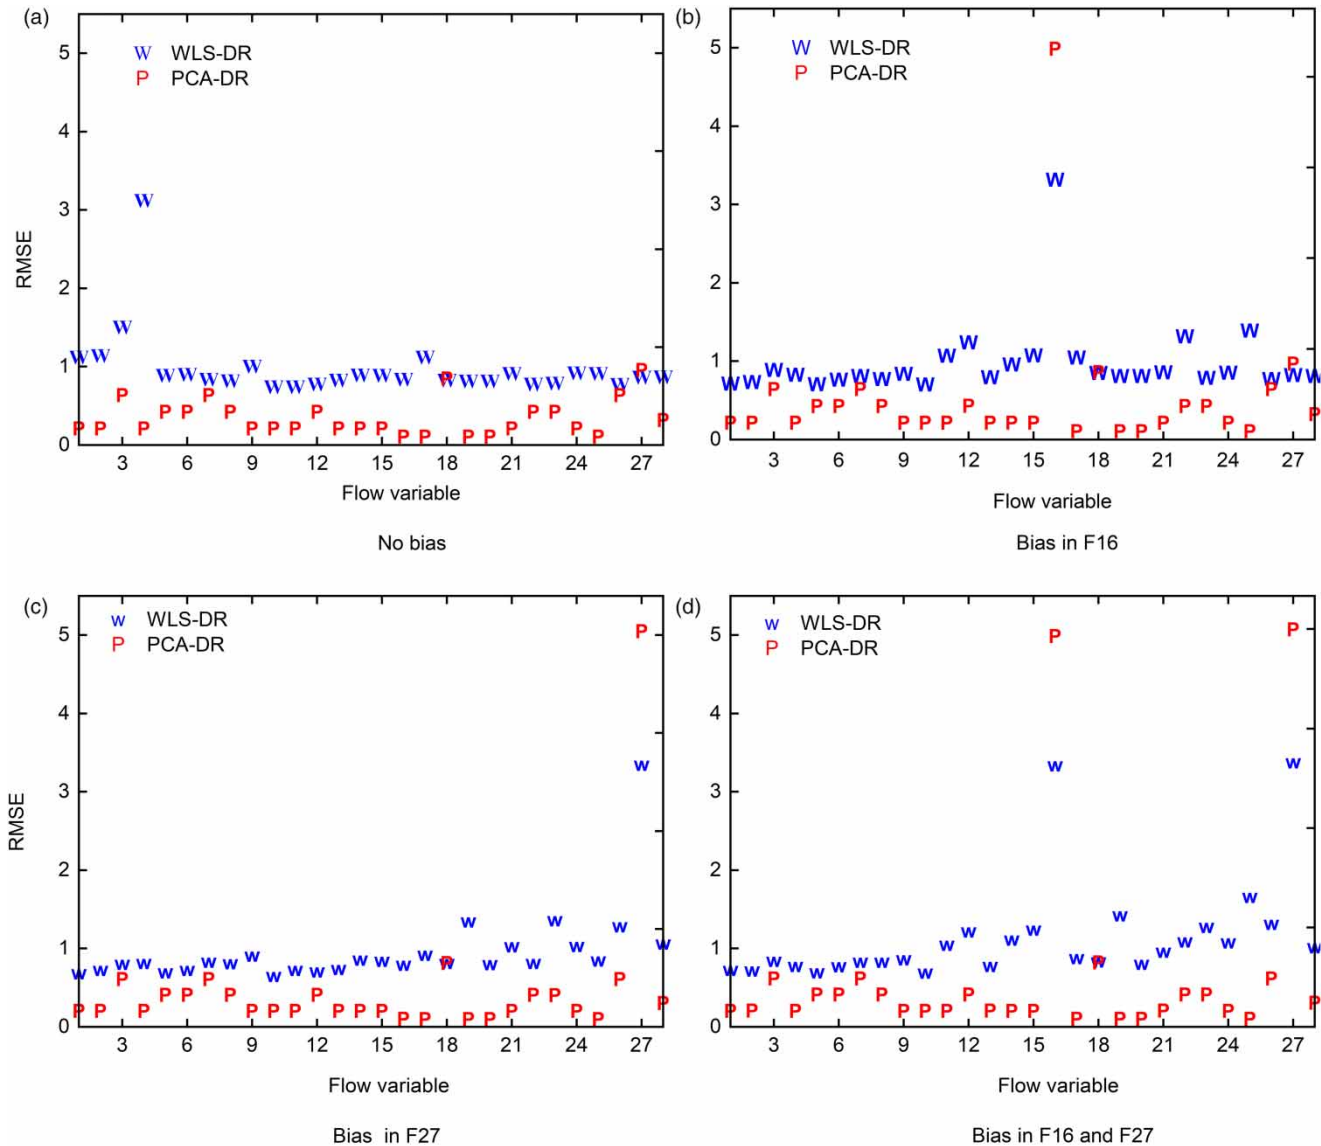 (a)
W WLS-DR
P PCA-DR
5
4
3
2
1
0
RMSE
3 6 9 12 15 18 21 24 27
Flow variable
No bias
(b)
W WLS-DR
P PCA-DR
5
4
3
2
1
0
3 6 9 12 15 18 21 24 27
Flow variable
Bias in F16
(c)
w WLS-DR
P PCA-DR
5
4
3
2
1
0
RMSE
3 6 9 12 15 18 21 24 27
Flow variable
Bias in F27
(d)
w WLS-DR
P PCA-DR
5
4
3
2
1
0
3 6 9 12 15 18 21 24 27
Flow variable
Bias in F16 and F27